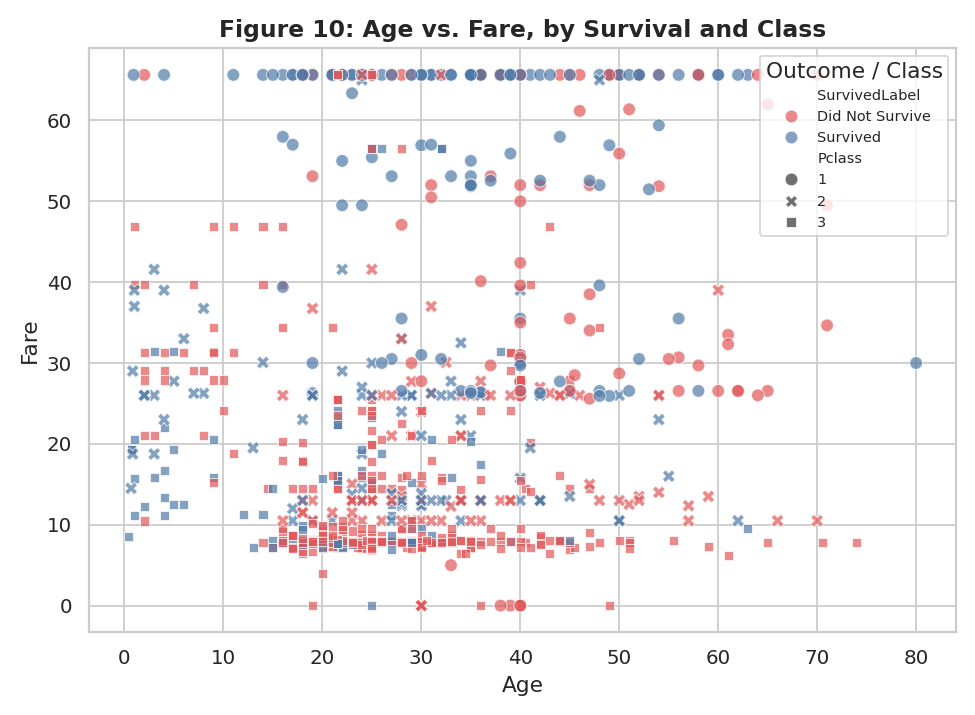 Figure 10: Age vs. Fare, by Survival and Class
Outcome / Class
SurvivedLabel
Did Not Survive
Survived
Pclass
1
2
3
60
50
40
30
20
10
0
Fare
0 10 20 30 40 50 60 70 80
Age